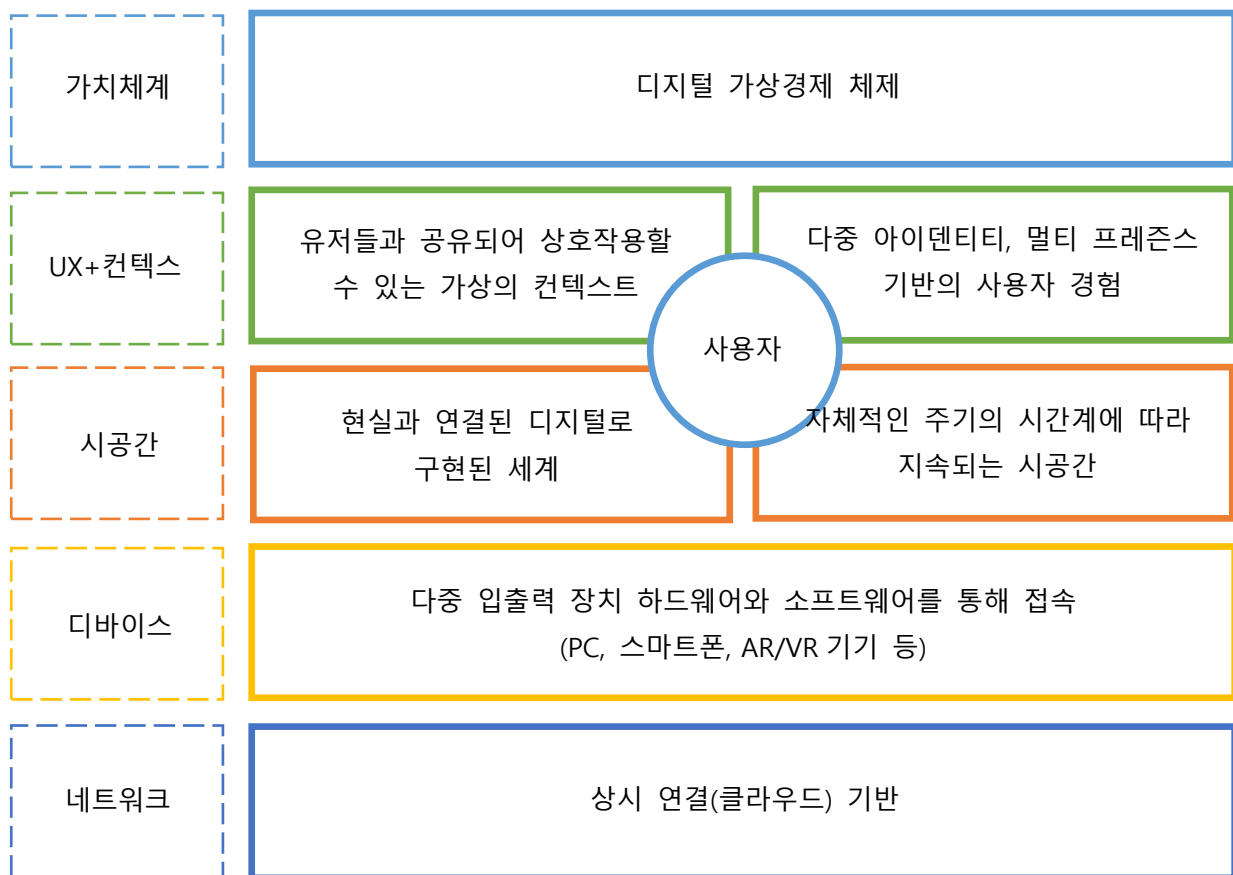 가치체계
디지털 가상경제 체제
UX+컨텍스
유저들과 공유되어 상호작용할
수 있는 가상의 컨텍스트
다중 아이덴티티, 멀티 프레즌스
기반의 사용자 경험
사용자
시공간
현실과 연결된 디지털로
구현된 세계
자체적인 주기의 시간계에 따라
지속되는 시공간
디바이스
다중 입출력 장치 하드웨어와 소프트웨어를 통해 접속
(PC, 스마트폰, AR/VR 기기 등)
네트워크
상시 연결(클라우드) 기반